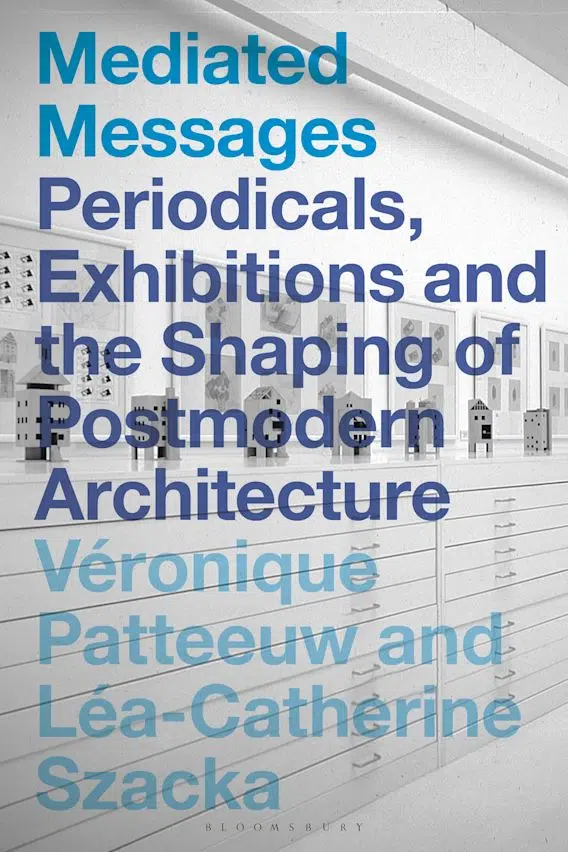 Mediated
Messages
Periodicals,
Exhibitions and
the Shaping of
Postmodern
Architecture
Véronique
Patteeuw and
Léa-Catherine
Szacka
BLOOMSBURY